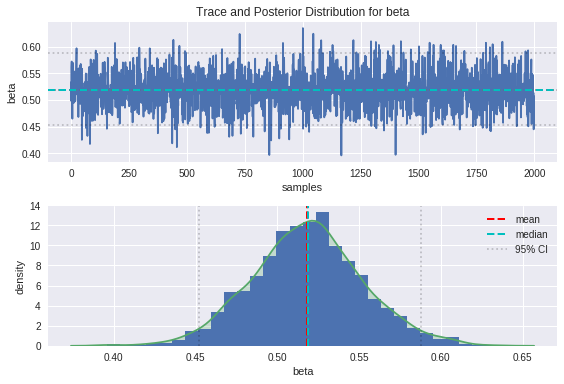 Trace and Posterior Distribution for beta
0.60
0.55
0.50
0.45
0.40
beta
0 250 500 750 1000 1250 1500 1750 2000
samples
14
12
10
8
6
4
2
0
density
mean
median
95% CI
0.40 0.45 0.50 0.55 0.60 0.65
beta